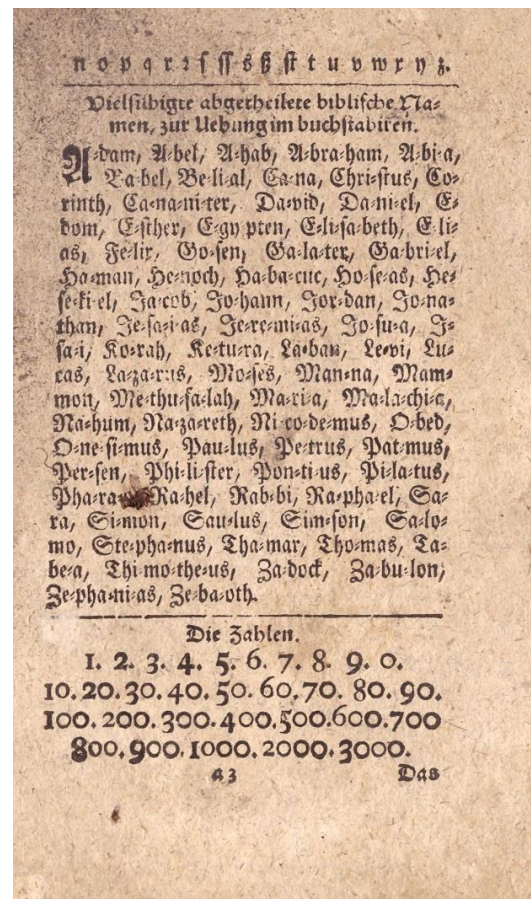 n o p q r ꝛ ſ ſſ s ß ſt t u v w x y z.
Vielſilbigte abgetheilete bibliſche Na-
men, zur Uebung im buchſtabiren.
A-dam, A-bel, A-hab, A-bra-ham, A-bi-a,
Ba-bel, Be-li-al, Ca-na, Chri-ſtus, Co-
rinth, Ca-na-ni-ter, Da-vid, Da-ni-el, E-
dom, E-ſther, E-gy-pten, E-li-ſa-beth, E-li-
as, Fe-lix, Go-ſen, Ga-la-ter, Ga-bri-el,
Ha-man, He-noch, Ha-ba-cuc, Ho-ſe-as, He-
ſe-ki-el, Ja-cob, Jo-hann, Jor-dan, Jo-na-
than, Je-ſa-i-as, Je-re-mi-as, Jo-ſu-a, J-
ſa-i, Ko-rah, Ke-tu-ra, La-ban, Le-vi, Lu-
cas, La-za-rus, Mo-ſes, Man-na, Mam-
mon, Me-thu-ſa-lah, Ma-ri-a, Ma-la-chi-a,
Na-hum, Na-za-reth, Ni-co-de-mus, O-bed,
O-ne-ſi-mus, Pau-lus, Pe-trus, Pat-mus,
Per-ſen, Phi-li-ſter, Pon-ti-us, Pi-la-tus,
Pha-ra- Ra-hel, Rab-bi, Ra-pha-el, Sa-
ra, Si-mon, Sau-lus, Sim-ſon, Sa-lo-
mo, Ste-pha-nus, Tha-mar, Tho-mas, Ta-
be-a, Thi-mo-the-us, Za-dock, Za-bu-lon,
Ze-pha-ni-as, Ze-ba-oth.
Die Zahlen.
1. 2. 3. 4. 5. 6. 7. 8. 9. 0.
10. 20. 30. 40. 50. 60. 70. 80. 90.
100. 200. 300. 400. 500. 600. 700
800. 900. 1000. 2000. 3000.
a3 Das